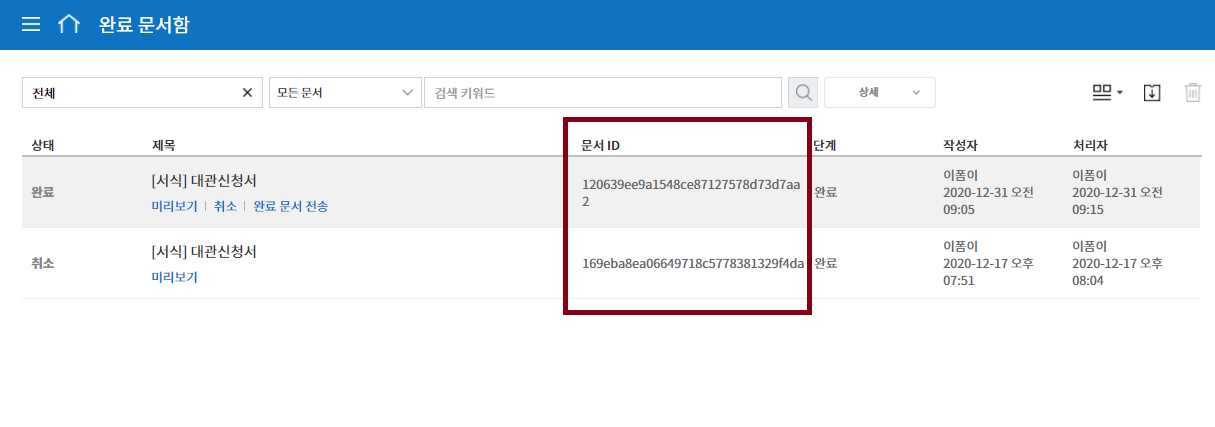 완료 문서함
전체 모든 문서 검색 키워드 상세
상태 제목 문서 ID 단계 작성자 처리자
완료
[서식] 대관신청서
미리보기 | 취소 | 완료 문서 전송
120639ee9a1548ce87127578d73d7aa
2
완료
이폼이
2020-12-31 오전
09:05
이폼이
2020-12-31 오전
09:15
취소
[서식] 대관신청서
미리보기
169eba8ea06649718c5778381329f4da
완료
이폼이
2020-12-17 오후
07:51
이폼이
2020-12-17 오후
08:04